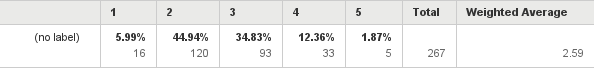 1 2 3 4 5 Total Weighted Average
(no label) 5.99% 44.94% 34.83% 12.36% 1.87%
16 120 93 33 5 267 2.59